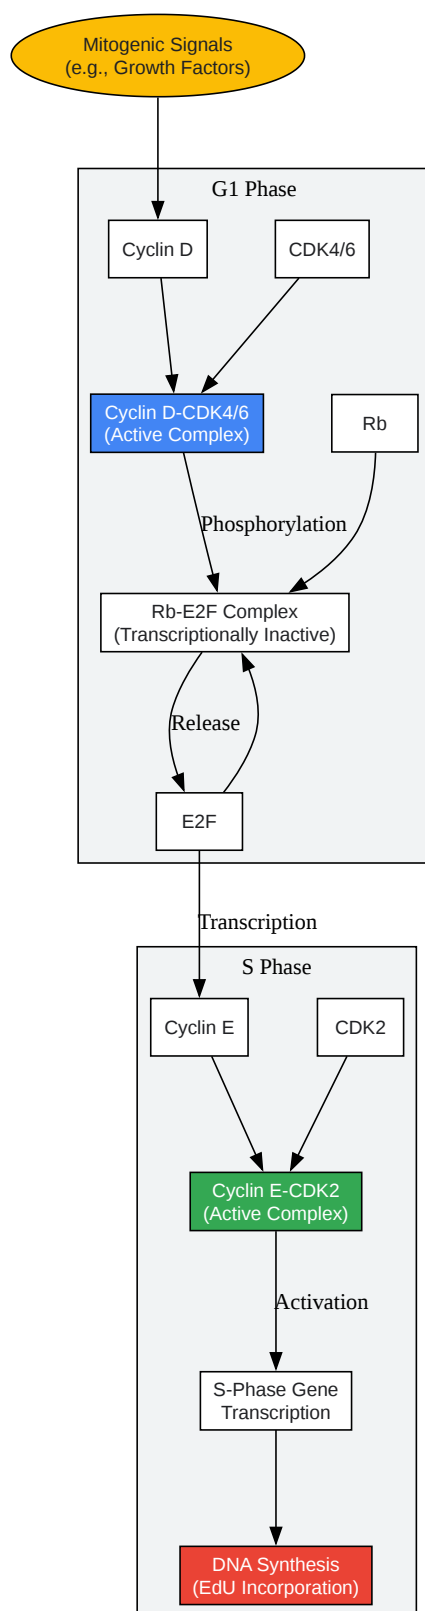 Mitogenic Signals
(e.g., Growth Factors)
G1 Phase
Cyclin D
CDK4/6
Cyclin D-CDK4/6
(Active Complex)
Rb
Phosphorylation
Rb-E2F Complex
(Transcriptionally Inactive)
Release
E2F
Transcription
S Phase
Cyclin E
CDK2
Cyclin E-CDK2
(Active Complex)
Activation
S-Phase Gene
Transcription
DNA Synthesis
(EdU Incorporation)